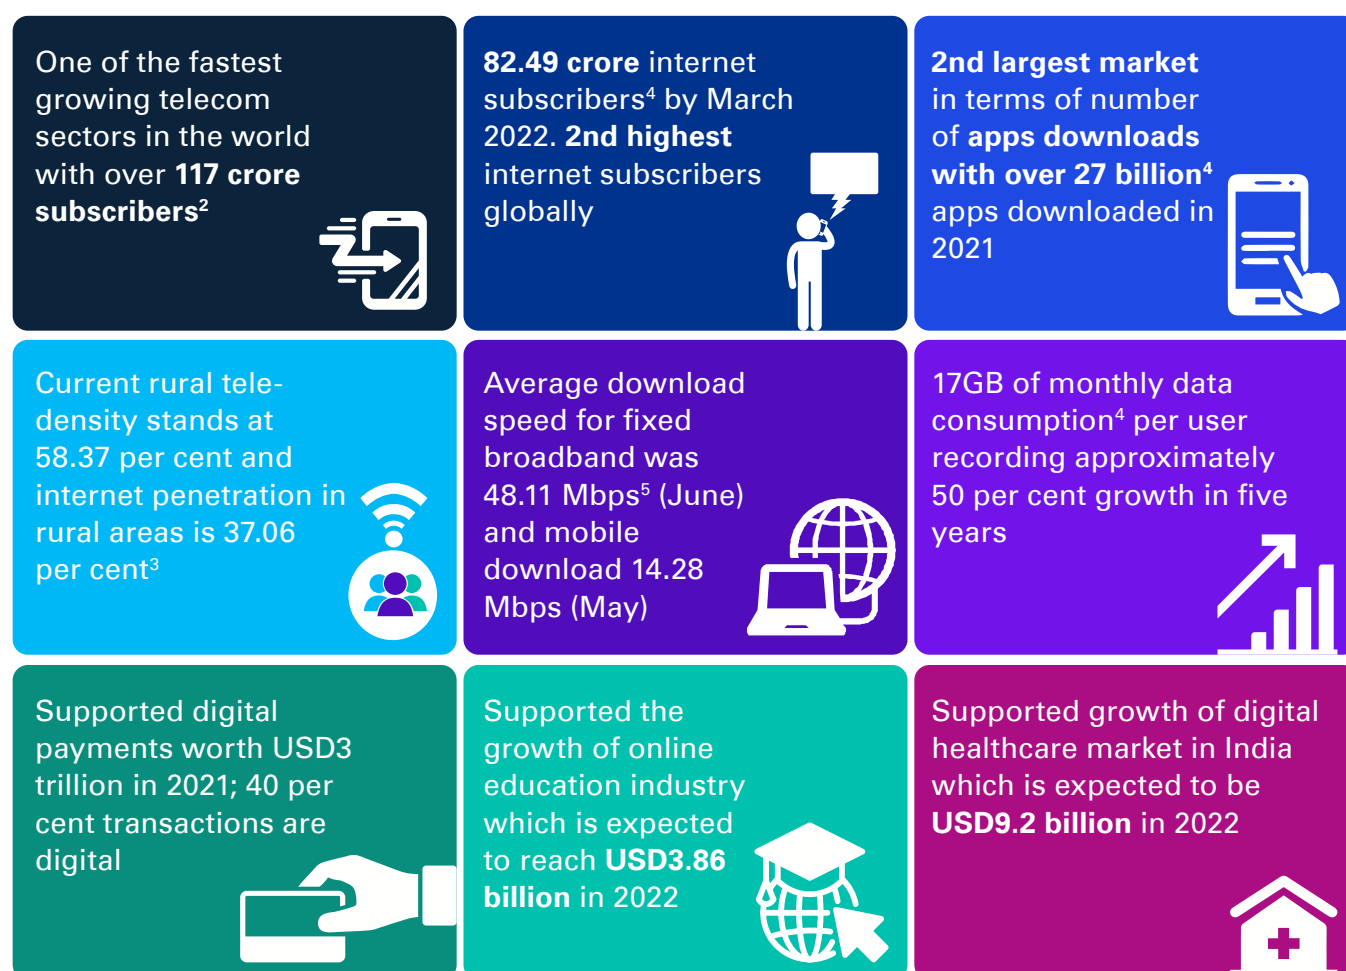 One of the fastest
growing telecom
sectors in the world
with over 117 crore
subscribers²
82.49 crore internet
subscribers⁴ by March
2022. 2nd highest
internet subscribers
globally
2nd largest market
in terms of number
of apps downloads
with over 27 billion⁴
apps downloaded in
2021
Current rural tele-
density stands at
58.37 per cent and
internet penetration in
rural areas is 37.06
per cent³
Average download
speed for fixed
broadband was
48.11 Mbps⁵ (June)
and mobile
download 14.28
Mbps (May)
17GB of monthly data
consumption⁴ per user
recording approximately
50 per cent growth in five
years
Supported digital
payments worth USD3
trillion in 2021; 40 per
cent transactions are
digital
Supported the
growth of online
education industry
which is expected
to reach USD3.86
billion in 2022
Supported growth of digital
healthcare market in India
which is expected to be
USD9.2 billion in 2022